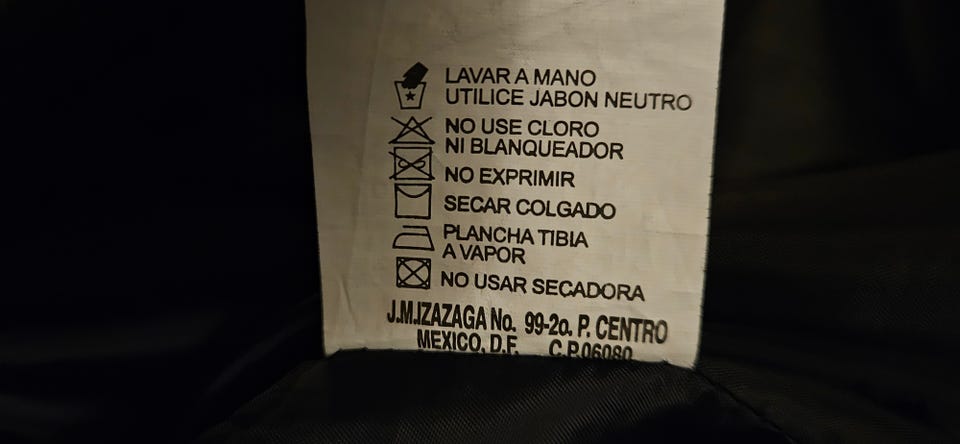 LAVAR A MANO
UTILICE JABON NEUTRO
NO USE CLORO
NI BLANQUEADOR
NO EXPRIMIR
SECAR COLGADO
PLANCHA TIBIA
A VAPOR
NO USAR SECADORA
J.M.IZAZAGA No. 99-2o. P. CENTRO
MEXICO, D.F. C.P.06080